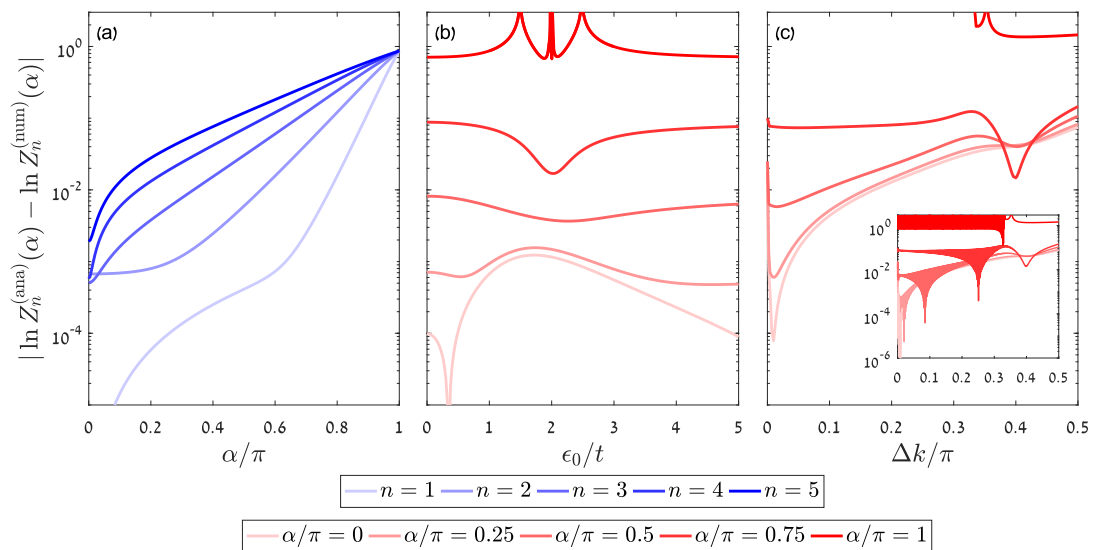 (a)
(b)
(c)
| ln Z_n^(ana)(α) − ln Z_n^(num)(α)|
10^0
10^-2
10^-4
0 0.2 0.4 0.6 0.8 1
α/π
0 1 2 3 4 5
ϵ_0/t
0 0.1 0.2 0.3 0.4 0.5
Δk/π
10^0
10^-2
10^-4
10^-6
0 0.1 0.2 0.3 0.4 0.5
n = 1 n = 2 n = 3 n = 4 n = 5
α/π = 0 α/π = 0.25 α/π = 0.5 α/π = 0.75 α/π = 1